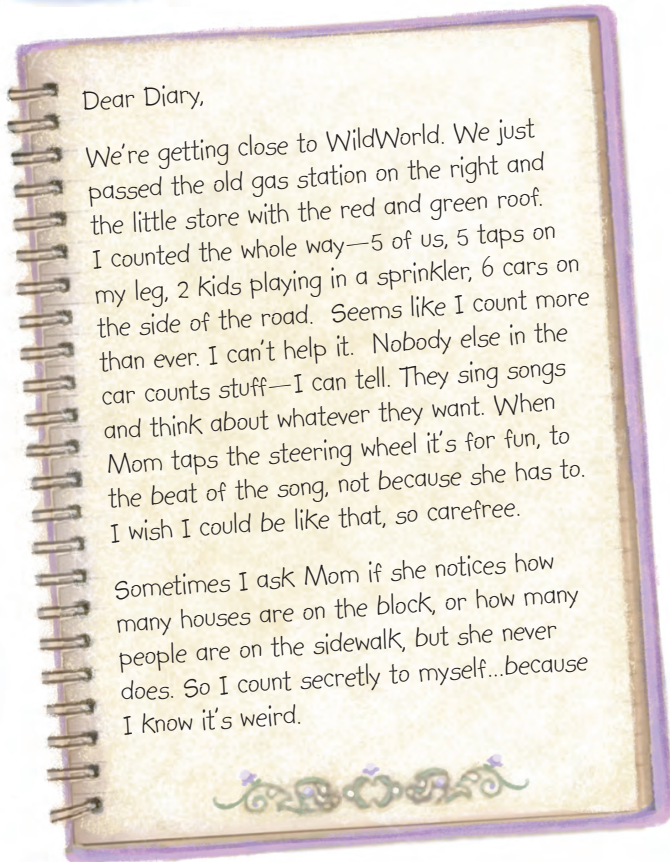 Dear Diary,
We're getting close to WildWorld. We just
passed the old gas station on the right and
the little store with the red and green roof.
I counted the whole way—5 of us, 5 taps on
my leg, 2 kids playing in a sprinkler, 6 cars on
the side of the road. Seems like I count more
than ever. I can't help it. Nobody else in the
car counts stuff—I can tell. They sing songs
and think about whatever they want. When
Mom taps the steering wheel it's for fun, to
the beat of the song, not because she has to.
I wish I could be like that, so carefree.
Sometimes I ask Mom if she notices how
many houses are on the block, or how many
people are on the sidewalk, but she never
does. So I count secretly to myself...because
I know it's weird.